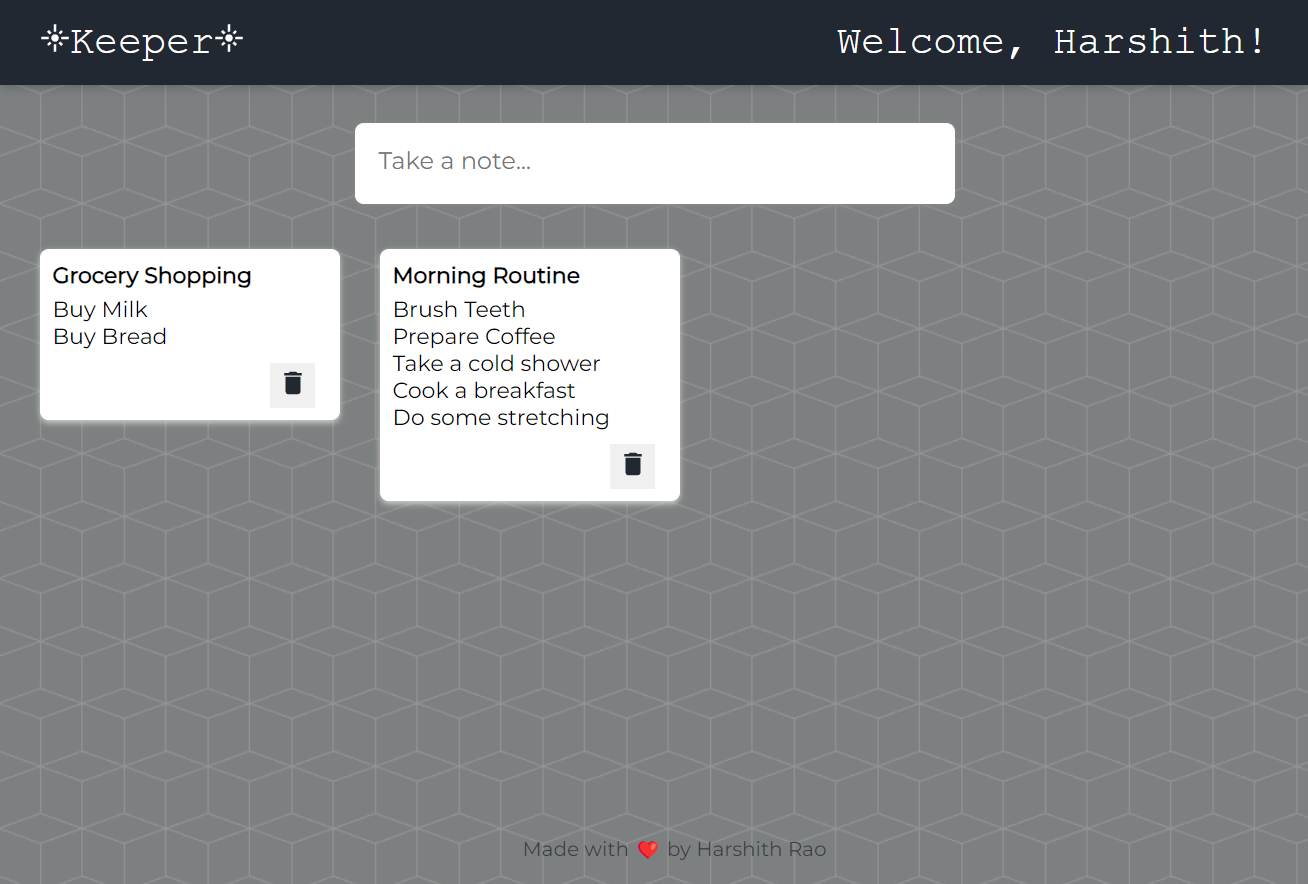 ☀Keeper☀
Welcome, Harshith!
Take a note...
Grocery Shopping
Buy Milk
Buy Bread
Morning Routine
Brush Teeth
Prepare Coffee
Take a cold shower
Cook a breakfast
Do some stretching
Made with ❤️ by Harshith Rao